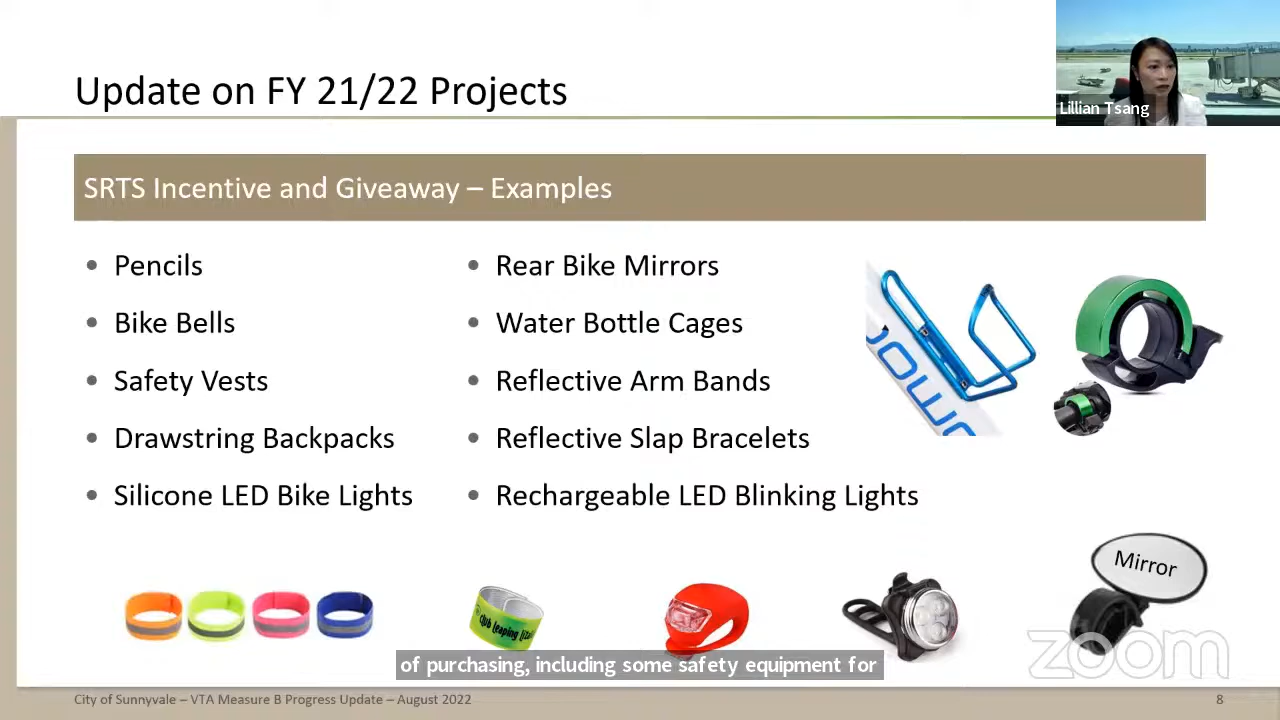 Update on FY 21/22 Projects
Lillian Tsang
SRTS Incentive and Giveaway – Examples
• Pencils
• Bike Bells
• Safety Vests
• Drawstring Backpacks
• Silicone LED Bike Lights
• Rear Bike Mirrors
• Water Bottle Cages
• Reflective Arm Bands
• Reflective Slap Bracelets
• Rechargeable LED Blinking Lights
Mirror
Club Leaping
zoom
of purchasing, including some safety equipment for
City of Sunnyvale – VTA Measure B Progress Update – August 2022
8